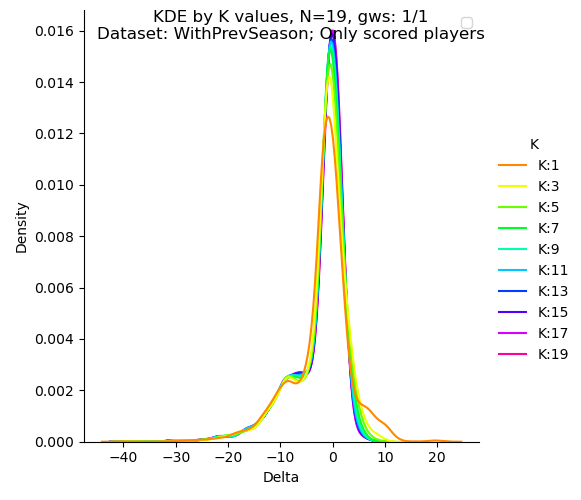 KDE by K values, N=19, gws: 1/1
Dataset: WithPrevSeason; Only scored players
0.016
0.014
0.012
0.010
0.008
0.006
0.004
0.002
0.000
Density
−40
−30
−20
−10
0
10
20
Delta
K
K:1
K:3
K:5
K:7
K:9
K:11
K:13
K:15
K:17
K:19